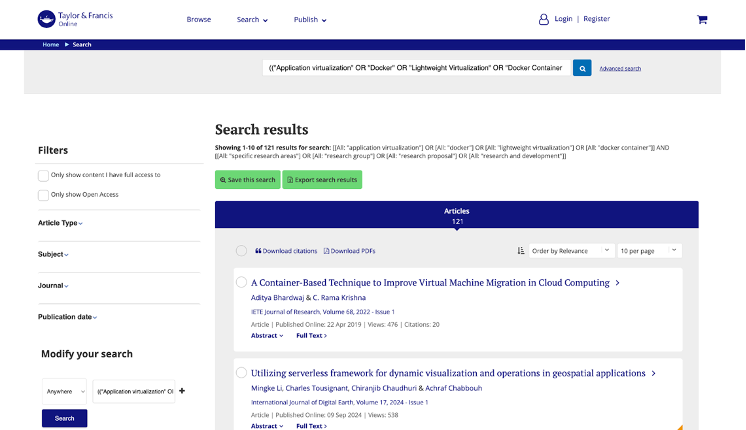 Taylor & Francis
Online
Browse
Search
Publish
Login | Register
Home ▶ Search
(("Application virtualization" OR "Docker" OR "Lightweight Virtualization" OR "Docker Container
Advanced search
Search results
Showing 1-10 of 121 results for search: [[All: "application virtualization"] OR [All: "docker"] OR [All: "lightweight virtualization"] OR [All: "docker container"]] AND
[[All: "specific research areas"] OR [All: "research group"] OR [All: "research proposal"] OR [All: "research and development"]]
Save this search
Export search results
Filters
Only show content I have full access to
Only show Open Access
Article Type
Subject
Journal
Publication date
Modify your search
Anywhere
(("Application virtualization" O
Search
Articles
121
Download citations
Download PDFs
Order by Relevance
10 per page
A Container-Based Technique to Improve Virtual Machine Migration in Cloud Computing
Aditya Bhardwaj & C. Rama Krishna
IETE Journal of Research, Volume 68, 2022 - Issue 1
Article | Published Online: 22 Apr 2019 | Views: 476 | Citations: 20
Abstract
Full Text
Utilizing serverless framework for dynamic visualization and operations in geospatial applications
Mingke Li, Charles Tousignant, Chiranjib Chaudhuri & Achraf Chabbouh
International Journal of Digital Earth, Volume 17, 2024 - Issue 1
Article | Published Online: 09 Sep 2024 | Views: 538
Abstract
Full Text